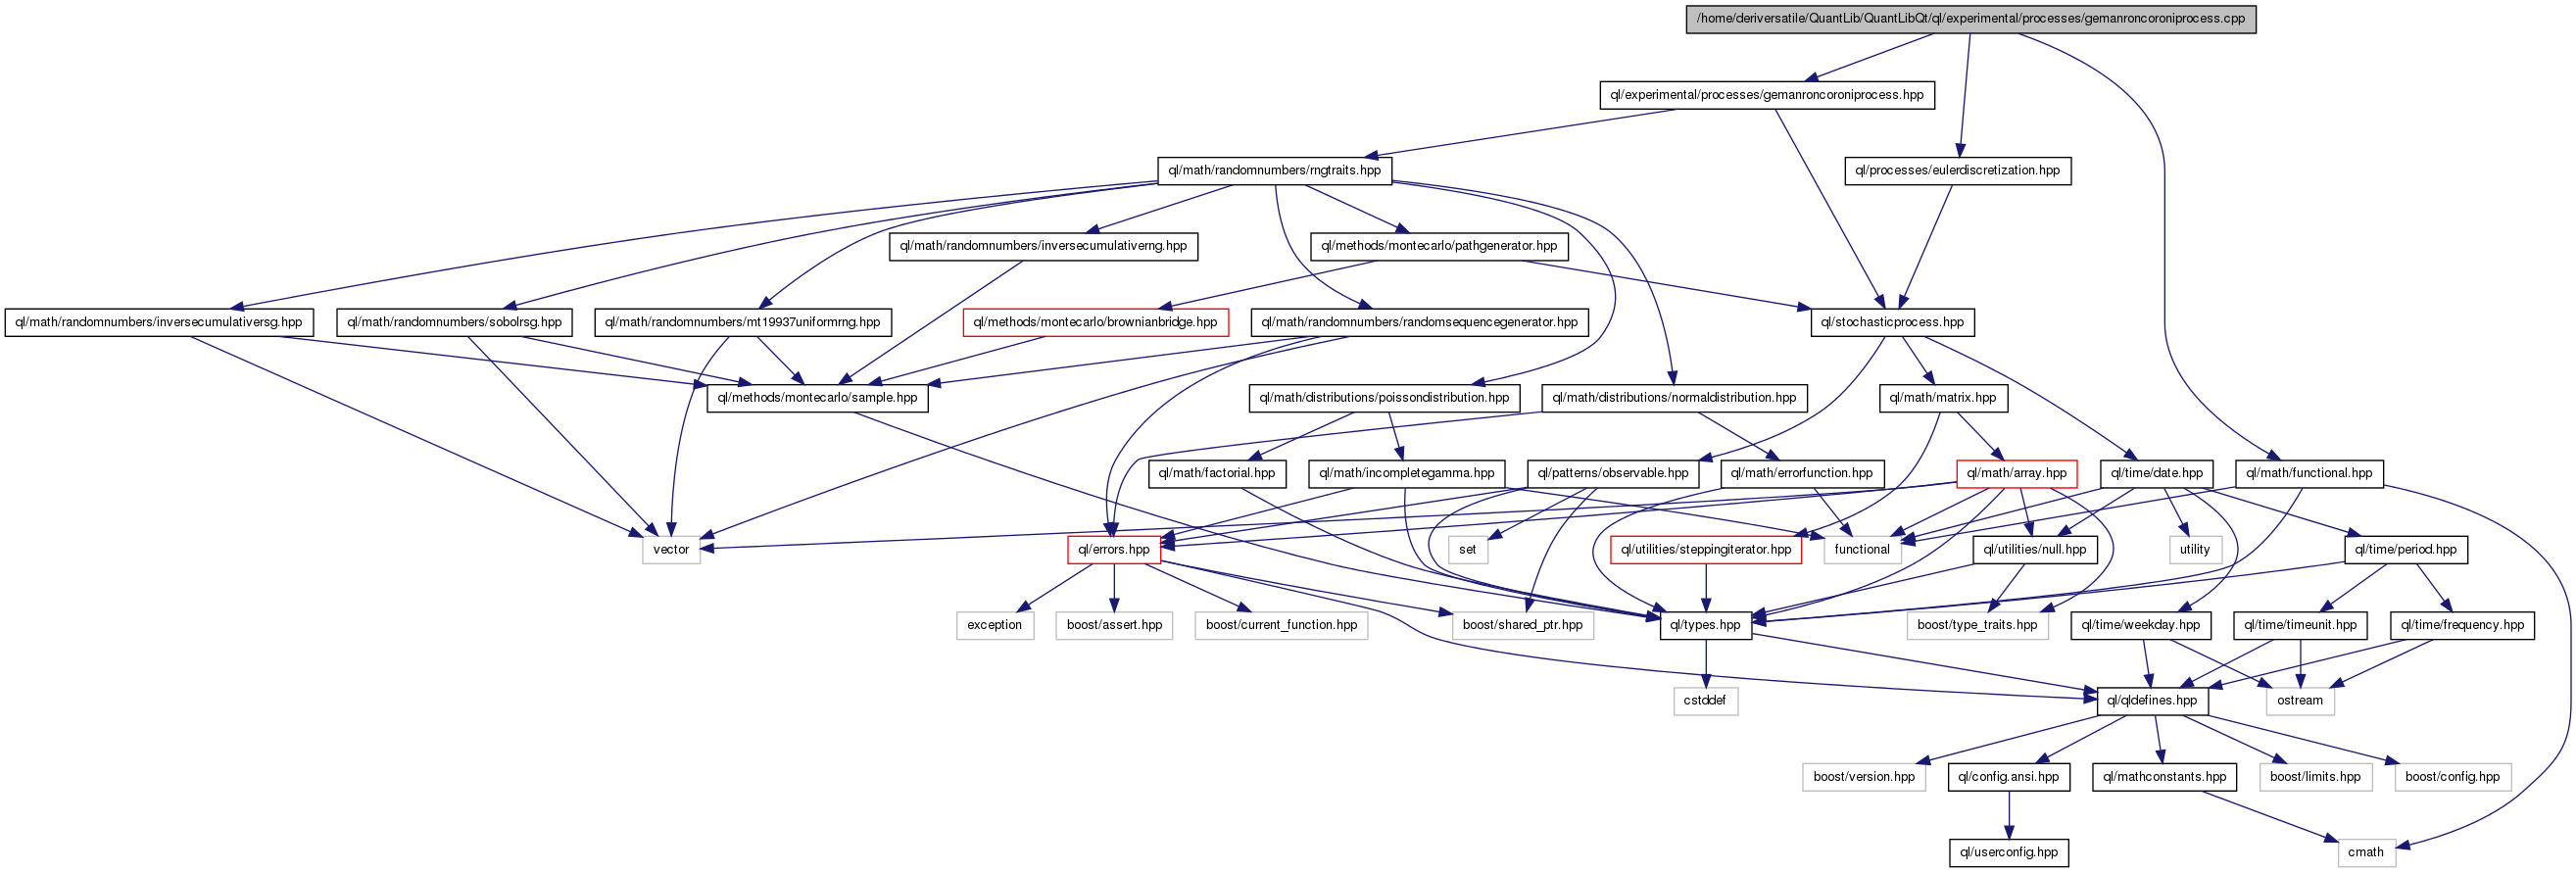 /home/deriversatile/QuantLib/QuantLibQt/ql/experimental/processes/gemanroncoroniprocess.cpp
ql/experimental/processes/gemanroncoroniprocess.hpp
ql/math/randomnumbers/rngtraits.hpp
ql/processes/eulerdiscretization.hpp
ql/math/randomnumbers/inversecumulativerng.hpp
ql/methods/montecarlo/pathgenerator.hpp
ql/math/randomnumbers/inversecumulativersg.hpp
ql/math/randomnumbers/sobolrsg.hpp
ql/math/randomnumbers/mt19937uniformrng.hpp
ql/methods/montecarlo/brownianbridge.hpp
ql/math/randomnumbers/randomsequencegenerator.hpp
ql/stochasticprocess.hpp
ql/methods/montecarlo/sample.hpp
ql/math/distributions/poissondistribution.hpp
ql/math/distributions/normaldistribution.hpp
ql/math/matrix.hpp
ql/math/factorial.hpp
ql/math/incompletegamma.hpp
ql/patterns/observable.hpp
ql/math/errorfunction.hpp
ql/math/array.hpp
ql/time/date.hpp
ql/math/functional.hpp
vector
ql/errors.hpp
set
ql/utilities/steppingiterator.hpp
functional
ql/utilities/null.hpp
utility
ql/time/period.hpp
exception
boost/assert.hpp
boost/current_function.hpp
boost/shared_ptr.hpp
ql/types.hpp
boost/type_traits.hpp
ql/time/weekday.hpp
ql/time/timeunit.hpp
ql/time/frequency.hpp
cstddef
ql/qldefines.hpp
ostream
boost/version.hpp
ql/config.ansi.hpp
ql/mathconstants.hpp
boost/limits.hpp
boost/config.hpp
ql/userconfig.hpp
cmath